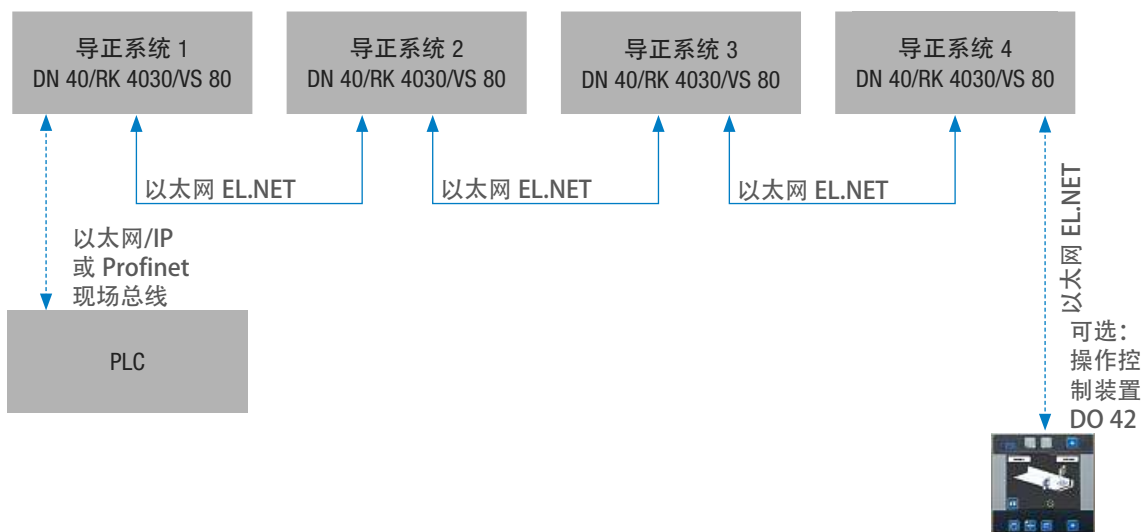 导正系统 1
DN 40/RK 4030/VS 80
导正系统 2
DN 40/RK 4030/VS 80
导正系统 3
DN 40/RK 4030/VS 80
导正系统 4
DN 40/RK 4030/VS 80
以太网 EL.NET
以太网 EL.NET
以太网 EL.NET
以太网 EL.NET
以太网/IP
或 Profinet
现场总线
PLC
可选：
操作控
制装置
DO 42